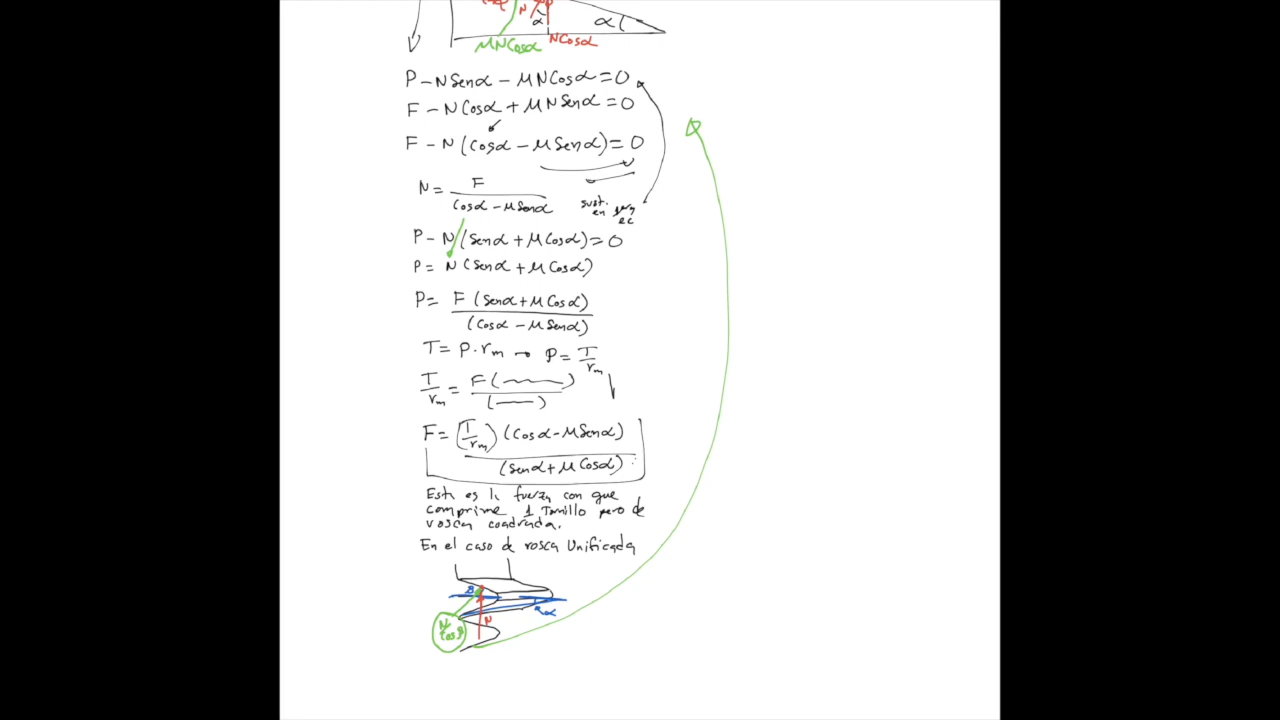 N
α
α
μNCosα
NCosα
P - NSenα - μNCosα = 0
F - NCosα + μNSenα = 0
F - N(Cosα - μSenα) = 0
N = F / Cosα - μSenα
sust. en
ec
P - N(Senα + μCosα) = 0
P = N(Senα + μCosα)
P = F(Senα + μCosα) / (Cosα - μSenα)
T = P·rm → P = T/rm
T/rm = F( ) / ( )
F = (T/rm) (Cosα - μSenα) / (Senα + μCosα)
Esta es la fuerza con que
comprime 1 Tornillo pero de
rosca cuadrada.
En el caso de rosca Unificada
B
α
N
N/Cosβ